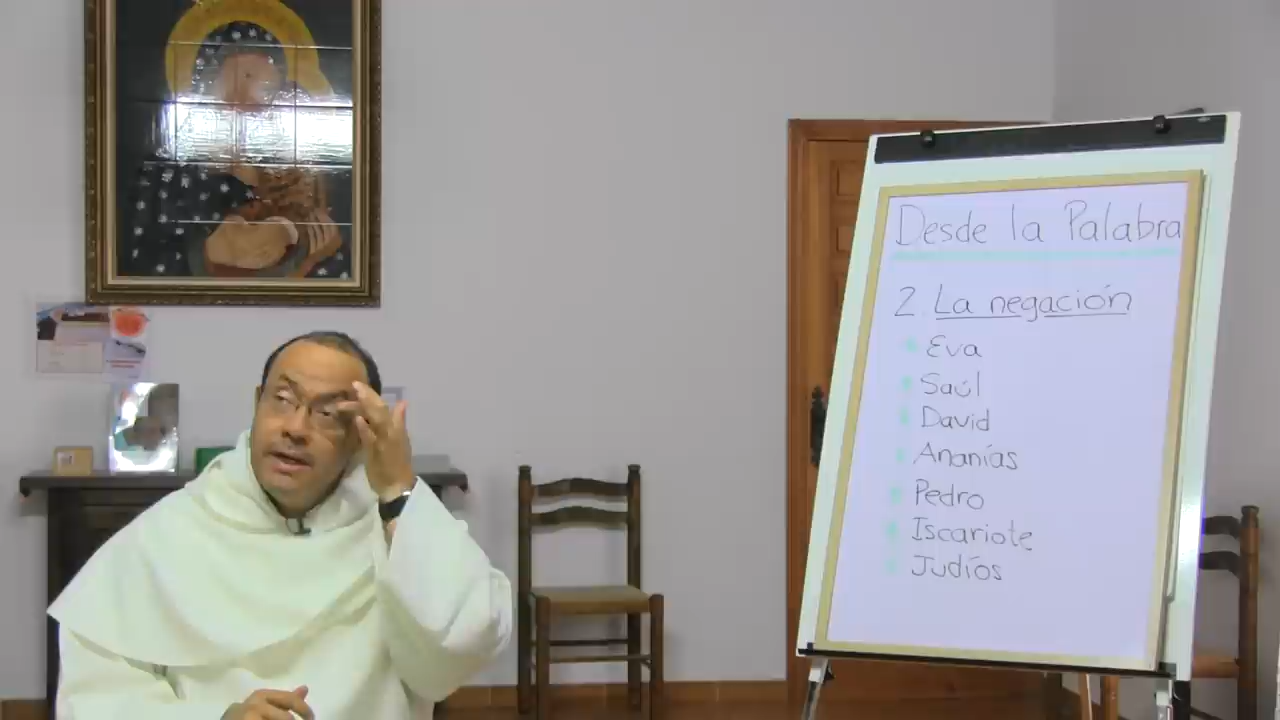 Desde la Palabra
2. La negación
Eva
Saúl
David
Ananías
Pedro
Iscariote
Judíos